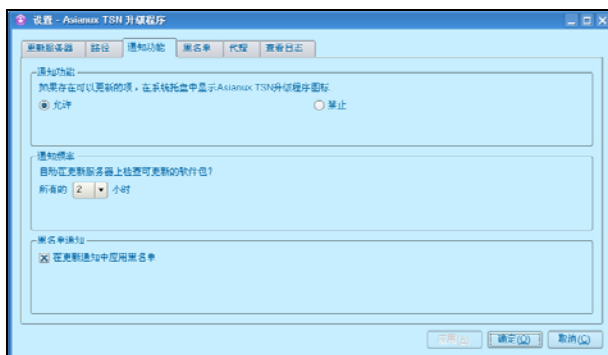 设置 - Asianux TSN 升级程序
更新服务器 路径 通知功能 黑名单 代理 查看日志
通知功能
如果存在可以更新的项，在系统托盘中显示Asianux TSN升级程序图标
允许 禁止
通知频率
自动在更新服务器上检查可更新的软件包?
所有的 2 小时
黑名单通知
在更新通知中应用黑名单
应用(A) 确定(O) 取消(C)